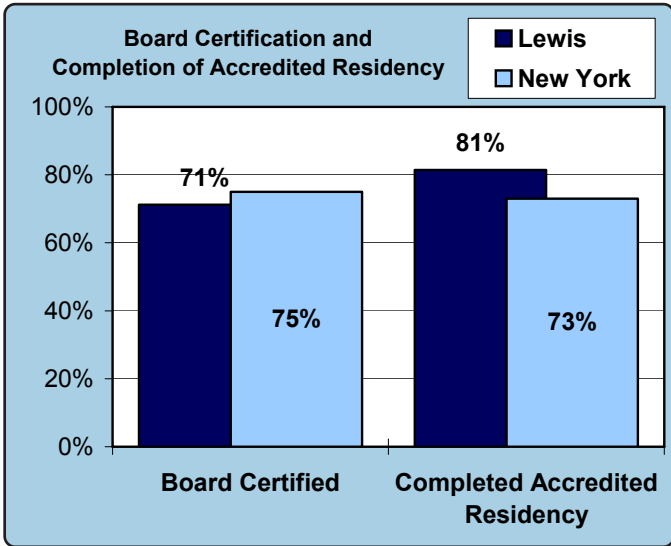 Board Certification and
Completion of Accredited Residency
Lewis
New York
100%
80%
60%
40%
20%
0%
71%
75%
81%
73%
Board Certified
Completed Accredited
Residency